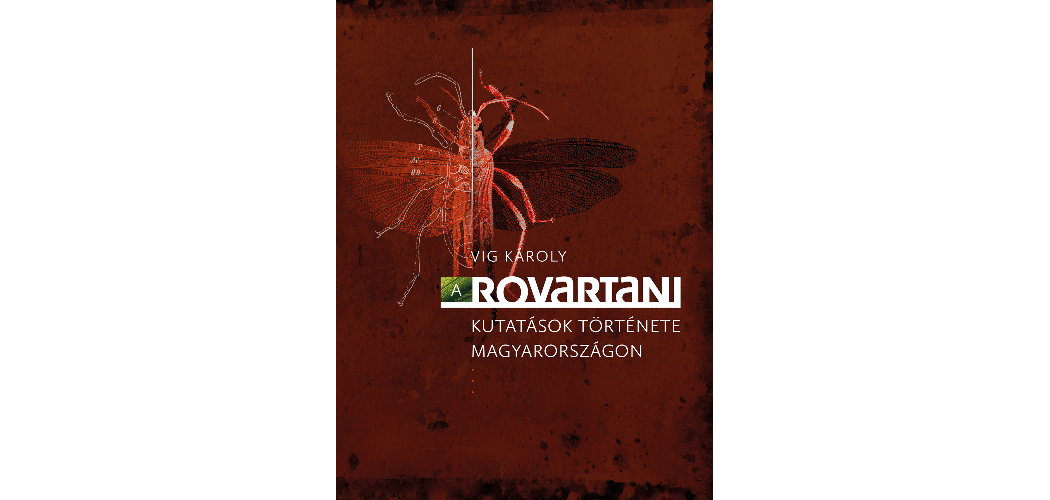 VIG KÁROLY
A ROVARTANI
KUTATÁSOK TÖRTÉNETE
MAGYARORSZÁGON